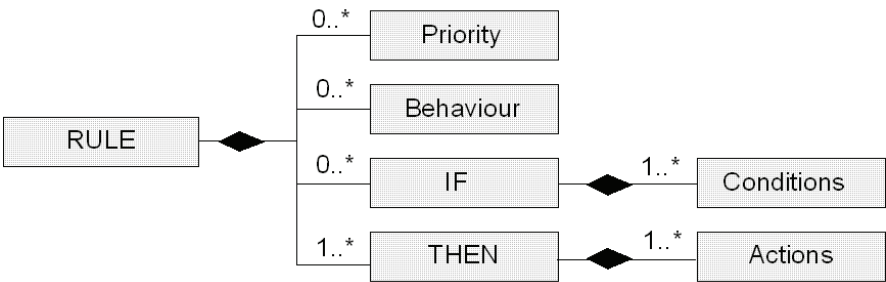 0..* Priority
0..* Behaviour
RULE
0..* IF 1..* Conditions
1..* THEN 1..* Actions